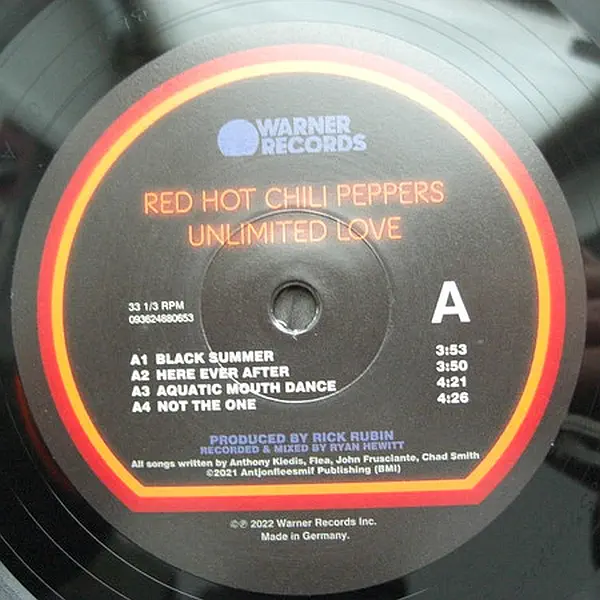 WARNER
RECORDS
RED HOT CHILI PEPPERS
UNLIMITED LOVE
33 1/3 RPM
093624880653
A
A1 BLACK SUMMER 3:53
A2 HERE EVER AFTER 3:50
A3 AQUATIC MOUTH DANCE 4:21
A4 NOT THE ONE 4:26
PRODUCED BY RICK RUBIN
RECORDED & MIXED BY RYAN HEWITT
All songs written by Anthony Kiedis, Flea, John Frusciante, Chad Smith
©2021 Antjonfleesmif Publishing (BMI)
©℗ 2022 Warner Records Inc.
Made in Germany.